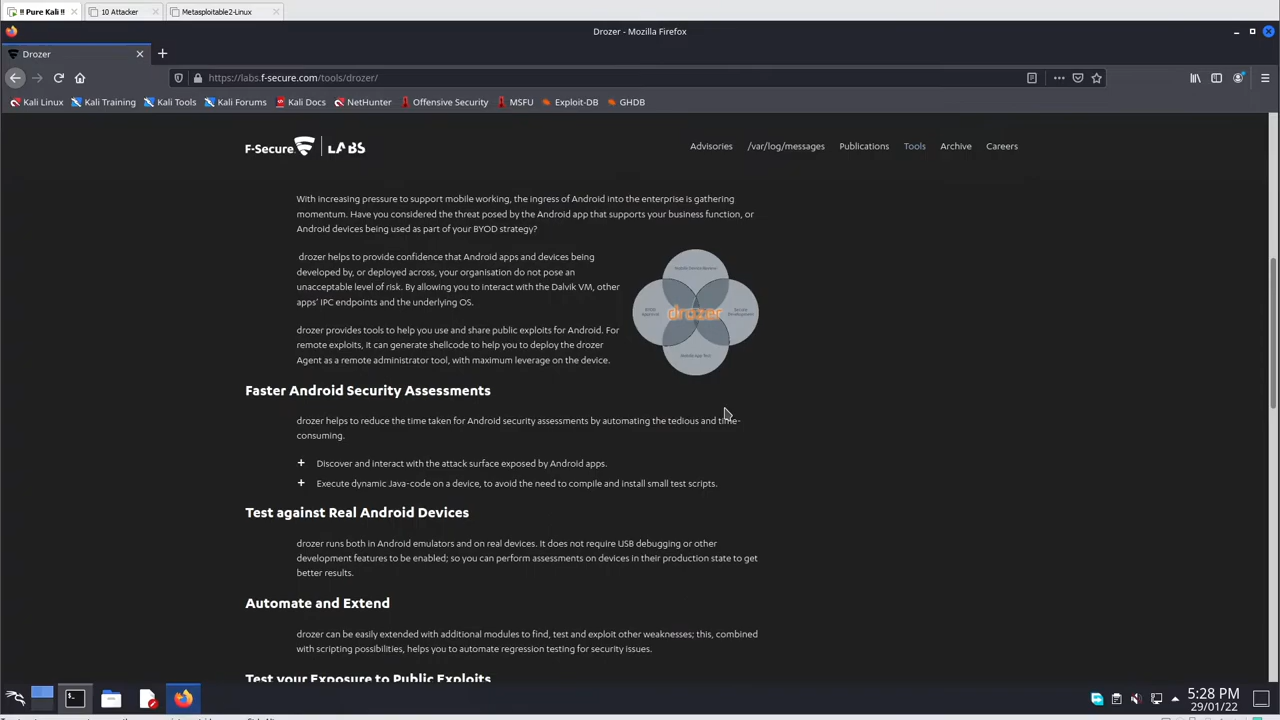 !! Pure Kali !!
10 Attacker
Metasploitable2-Linux
Drozer - Mozilla Firefox
Drozer
https://labs.f-secure.com/tools/drozer/
Kali Linux
Kali Training
Kali Tools
Kali Forums
Kali Docs
NetHunter
Offensive Security
MSFU
Exploit-DB
GHDB
F-Secure. LABS
Advisories
/var/log/messages
Publications
Tools
Archive
Careers
With increasing pressure to support mobile working, the ingress of Android into the enterprise is gathering
momentum. Have you considered the threat posed by the Android app that supports your business function, or
Android devices being used as part of your BYOD strategy?
drozer helps to provide confidence that Android apps and devices being
developed by, or deployed across, your organisation do not pose an
unacceptable level of risk. By allowing you to interact with the Dalvik VM, other
apps' IPC endpoints and the underlying OS.
drozer provides tools to help you use and share public exploits for Android. For
remote exploits, it can generate shellcode to help you to deploy the drozer
Agent as a remote administrator tool, with maximum leverage on the device.
drozer
Faster Android Security Assessments
drozer helps to reduce the time taken for Android security assessments by automating the tedious and time-
consuming.
+ Discover and interact with the attack surface exposed by Android apps.
+ Execute dynamic Java-code on a device, to avoid the need to compile and install small test scripts.
Test against Real Android Devices
drozer runs both in Android emulators and on real devices. It does not require USB debugging or other
development features to be enabled; so you can perform assessments on devices in their production state to get
better results.
Automate and Extend
drozer can be easily extended with additional modules to find, test and exploit other weaknesses; this, combined
with scripting possibilities, helps you to automate regression testing for security issues.
Test your Exposure to Public Exploits
5:28 PM
29/01/22